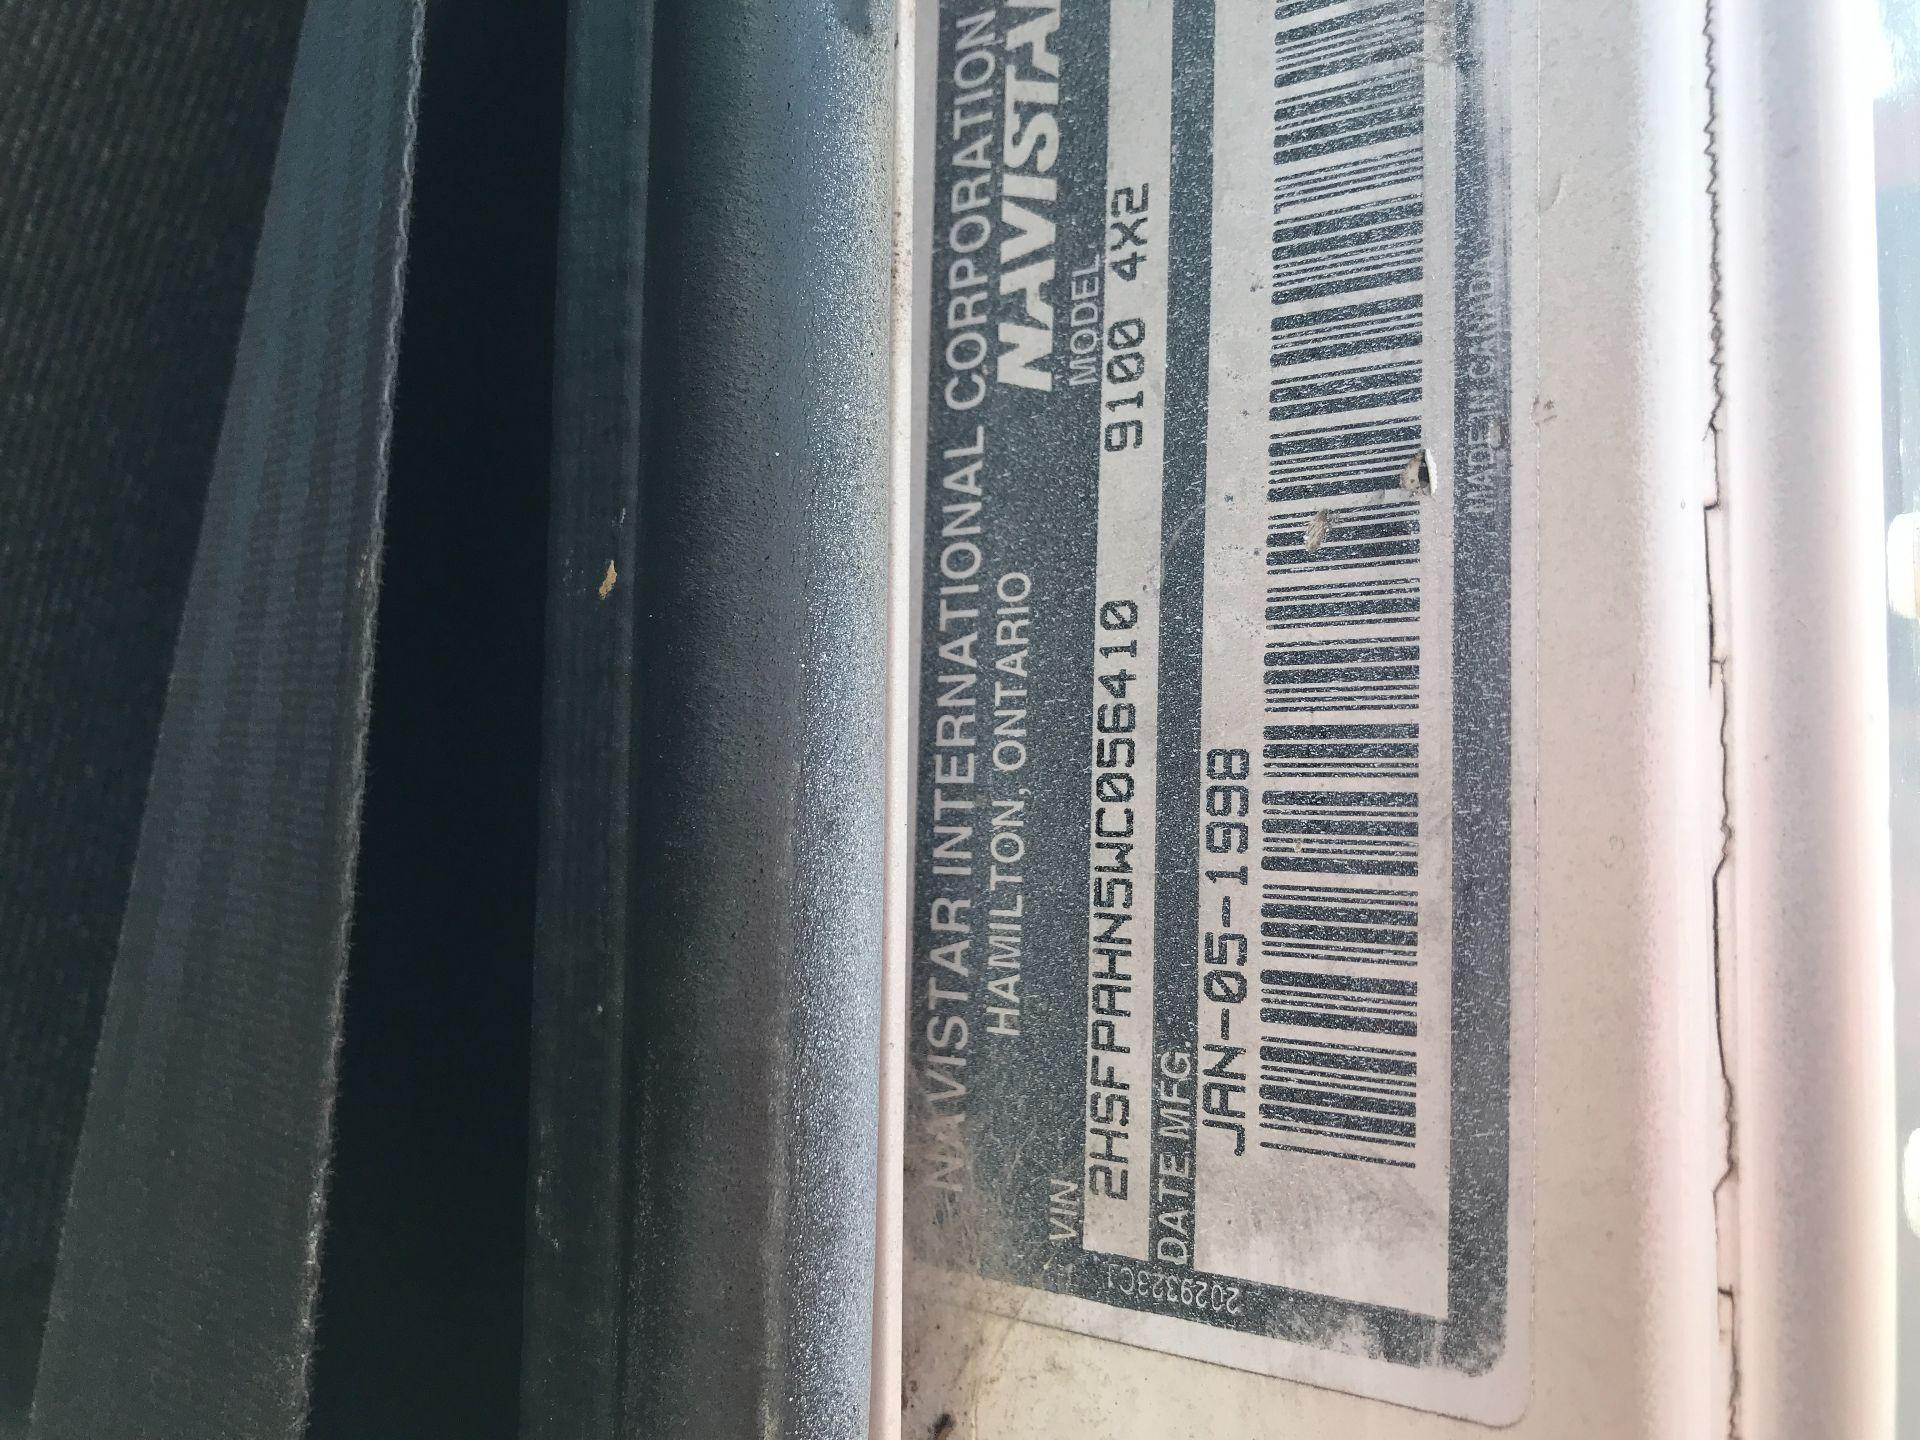 NAVISTAR INTERNATIONAL CORPORATION
HAMILTON, ONTARIO
NAVISTAR
VIN
MODEL
2HSFPAHN5WC056410
9100 4X2
DATE MFG.
JAN-05-1998
MADE IN CANADA
2029323C1